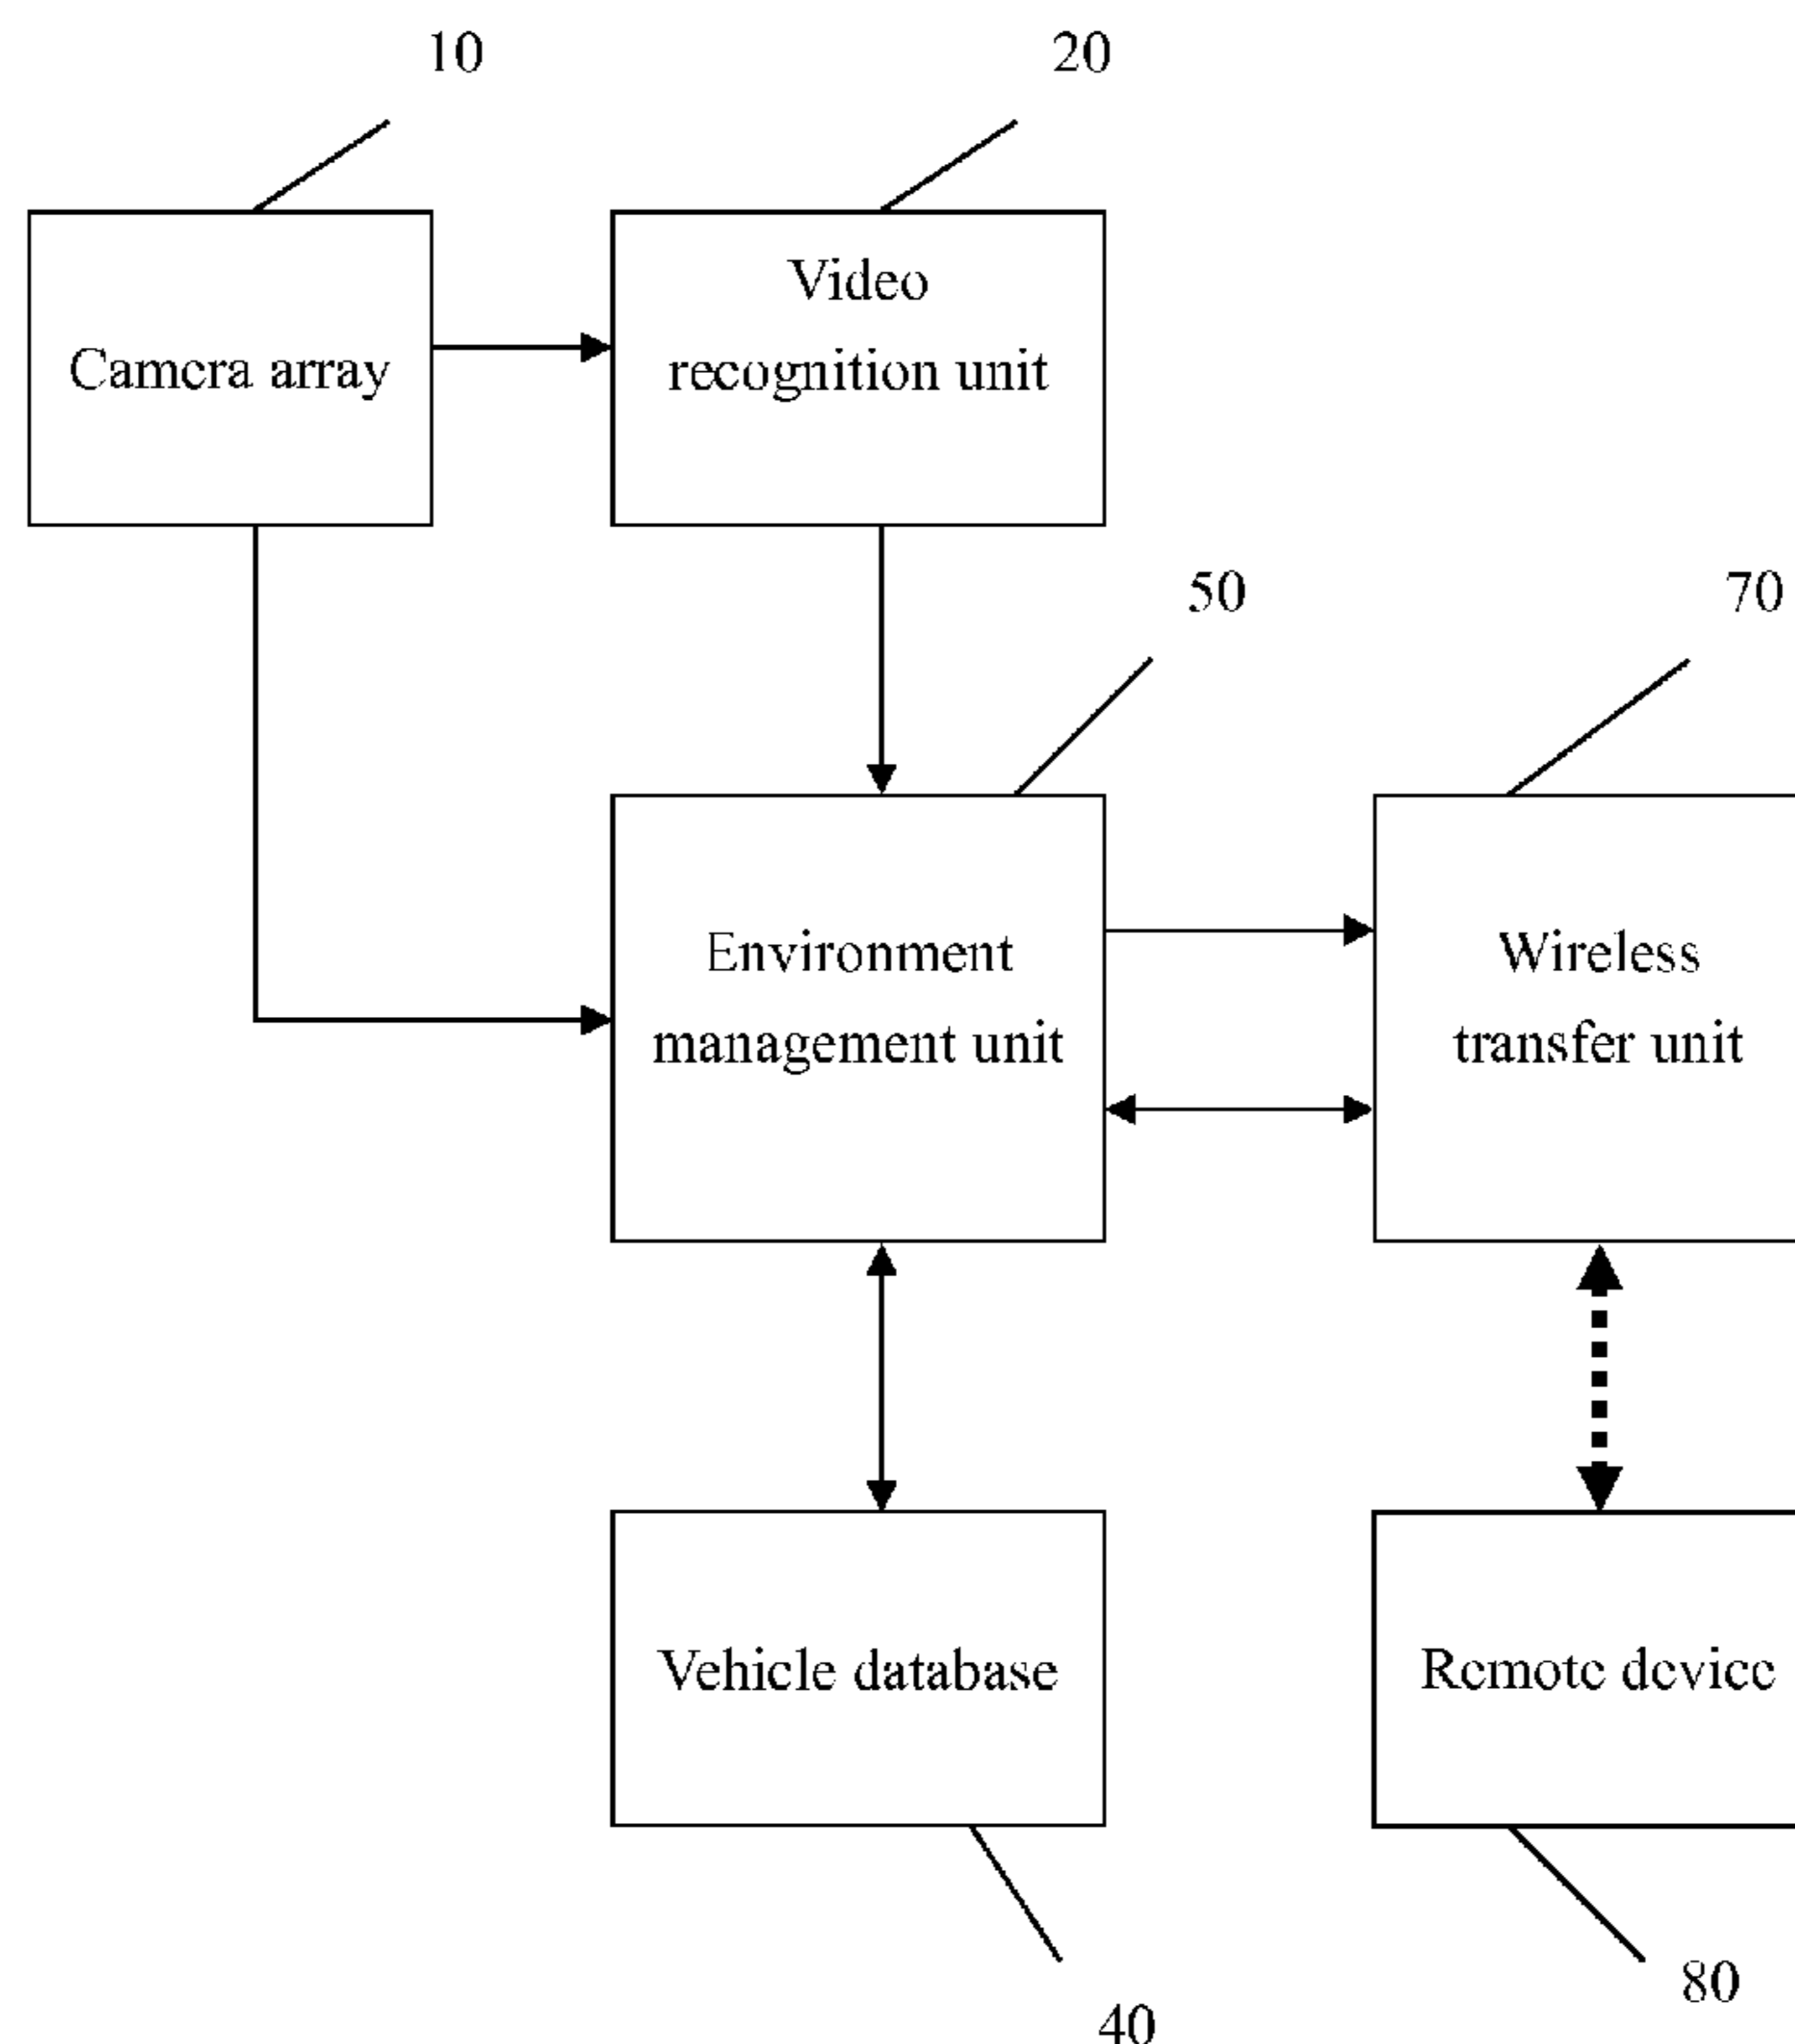 10
20
Camera array
Video
recognition unit
50
70
Environment
management unit
Wireless
transfer unit
Vehicle database
Remote device
80
40